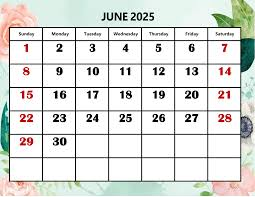 JUNE 2025
Sunday Monday Tuesday Wednesday Thursday Friday Saturday
1 2 3 4 5 6 7
8 9 10 11 12 13 14
15 16 17 18 19 20 21
22 23 24 25 26 27 28
29 30